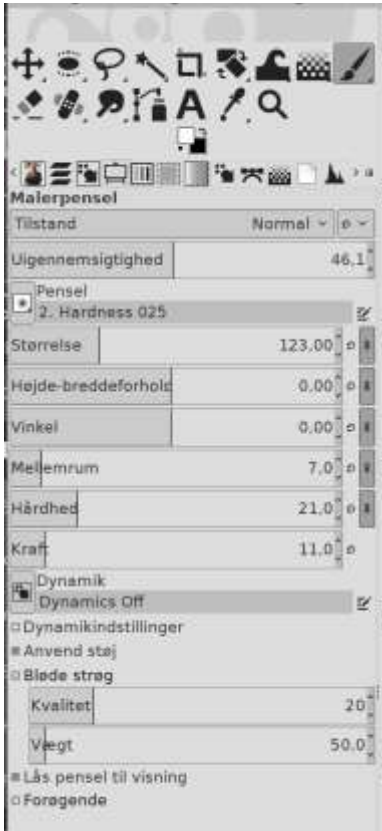 Malerpensel
Tilstand Normal
Uigennemsigtighed 46,1
Pensel
2. Hardness 025
Størrelse 123,00
Højde-breddeforhold 0,00
Vinkel 0,00
Mellemrum 7,0
Hårdhed 21,0
Kraft 11,0
Dynamik
Dynamics Off
Dynamikindstillinger
Anvend støj
Bløde strøg
Kvalitet 20
Vægt 50,0
Lås pensel til visning
Forøgende